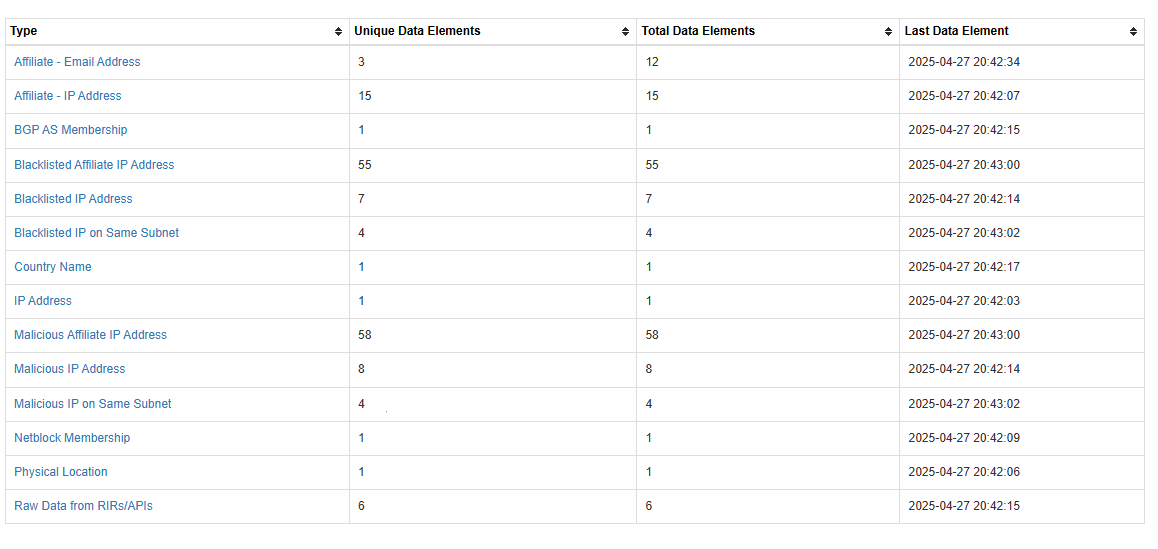 Type Unique Data Elements Total Data Elements Last Data Element
Affiliate - Email Address 3 12 2025-04-27 20:42:34
Affiliate - IP Address 15 15 2025-04-27 20:42:07
BGP AS Membership 1 1 2025-04-27 20:42:15
Blacklisted Affiliate IP Address 55 55 2025-04-27 20:43:00
Blacklisted IP Address 7 7 2025-04-27 20:42:14
Blacklisted IP on Same Subnet 4 4 2025-04-27 20:43:02
Country Name 1 1 2025-04-27 20:42:17
IP Address 1 1 2025-04-27 20:42:03
Malicious Affiliate IP Address 58 58 2025-04-27 20:43:00
Malicious IP Address 8 8 2025-04-27 20:42:14
Malicious IP on Same Subnet 4 4 2025-04-27 20:43:02
Netblock Membership 1 1 2025-04-27 20:42:09
Physical Location 1 1 2025-04-27 20:42:06
Raw Data from RIRs/APIs 6 6 2025-04-27 20:42:15